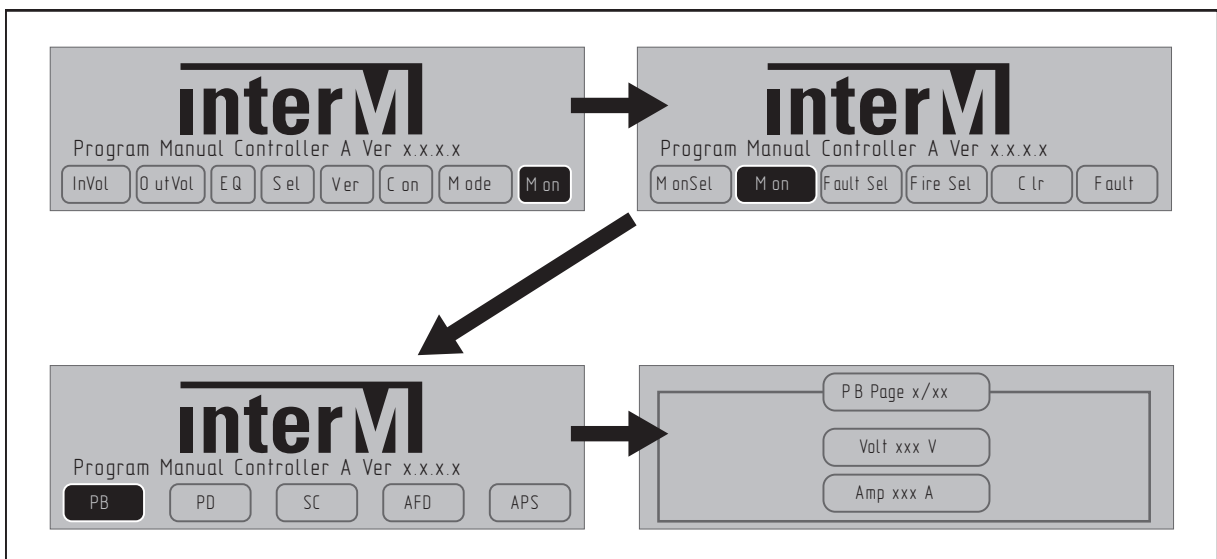 interM
Program Manual Controller A Ver x.x.x.x
InVol OutVol EQ Sel Ver Con Mode Mon
interM
Program Manual Controller A Ver x.x.x.x
MonSel Mon Fault Sel Fire Sel Clr Fault
interM
Program Manual Controller A Ver x.x.x.x
PB PD SC AFD APS
PB Page x/xx
Volt xxx V
Amp xxx A